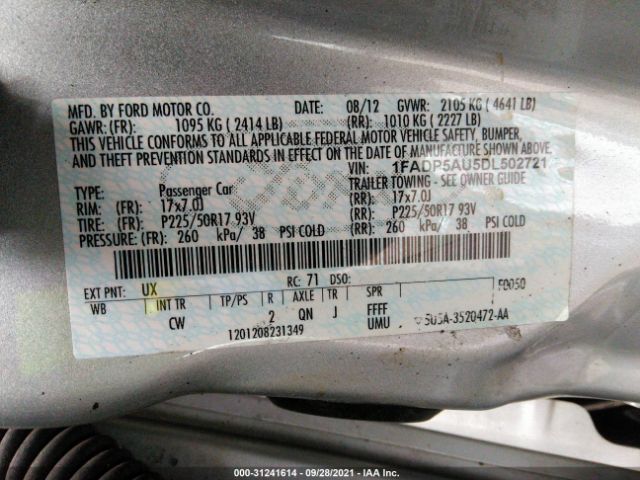 MFD. BY FORD MOTOR CO. DATE: 08/12 GVWR: 2105 KG ( 4641 LB)
GAWR: (FR): 1095 KG ( 2414 LB) (RR): 1010 KG ( 2227 LB)
THIS VEHICLE CONFORMS TO ALL APPLICABLE FEDERAL MOTOR VEHICLE SAFETY, BUMPER,
AND THEFT PREVENTION STANDARDS IN EFFECT ON THE DATE OF MANUFACTURE SHOWN ABOVE.
VIN: 1FADP5AU5DL502721
TYPE: Passenger Car TRAILER TOWING - SEE OWNER GUIDE
RIM: (FR): 17x7.0J (RR): 17x7.0J
TIRE: (FR): P225/50R17 93V (RR): P225/50R17 93V
PRESSURE: (FR): 260 kPa/ 38 PSI COLD (RR): 260 kPa/ 38 PSI COLD
EXT PNT: UX RC: 71 DSO: F0050
WB INT TR TP/PS R AXLE TR SPR
CW 2 QN J FFFF
UMU
1201208231349
5U5A-3520472-AA
000-31241614 - 09/28/2021 - IAA Inc.